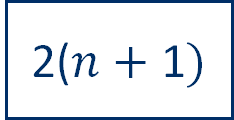 2(𝑛 + 1)